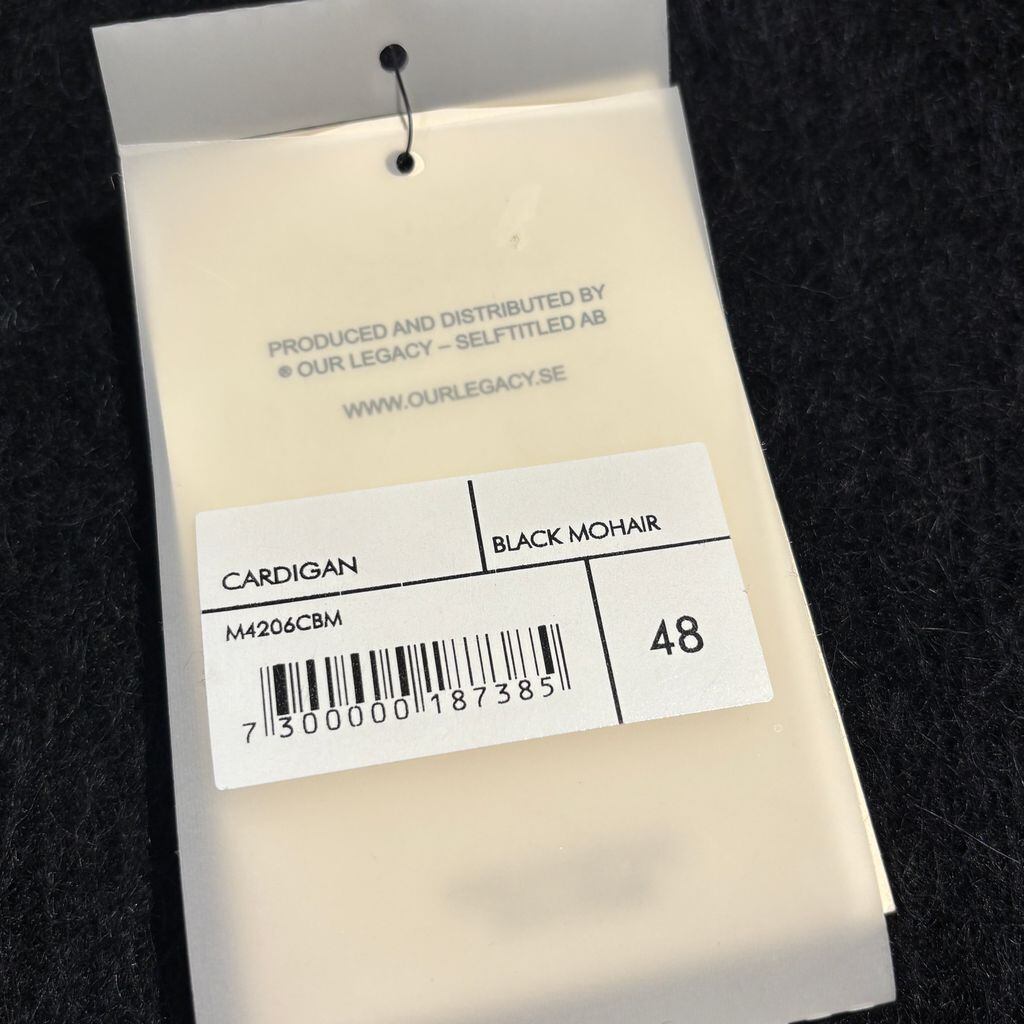 PRODUCED AND DISTRIBUTED BY
® OUR LEGACY – SELFTITLED AB
WWW.OURLEGACY.SE
CARDIGAN
BLACK MOHAIR
M4206CBM
48
7 300000 187385